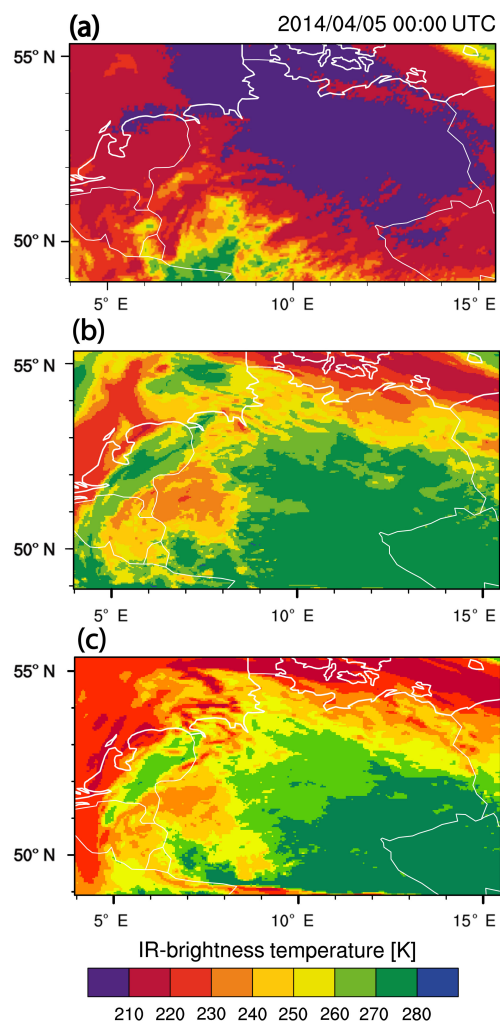 (a) 2014/04/05 00:00 UTC
55° N
50° N
5° E 10° E 15° E
(b)
55° N
50° N
5° E 10° E 15° E
(c)
55° N
50° N
5° E 10° E 15° E
IR-brightness temperature [K]
210 220 230 240 250 260 270 280